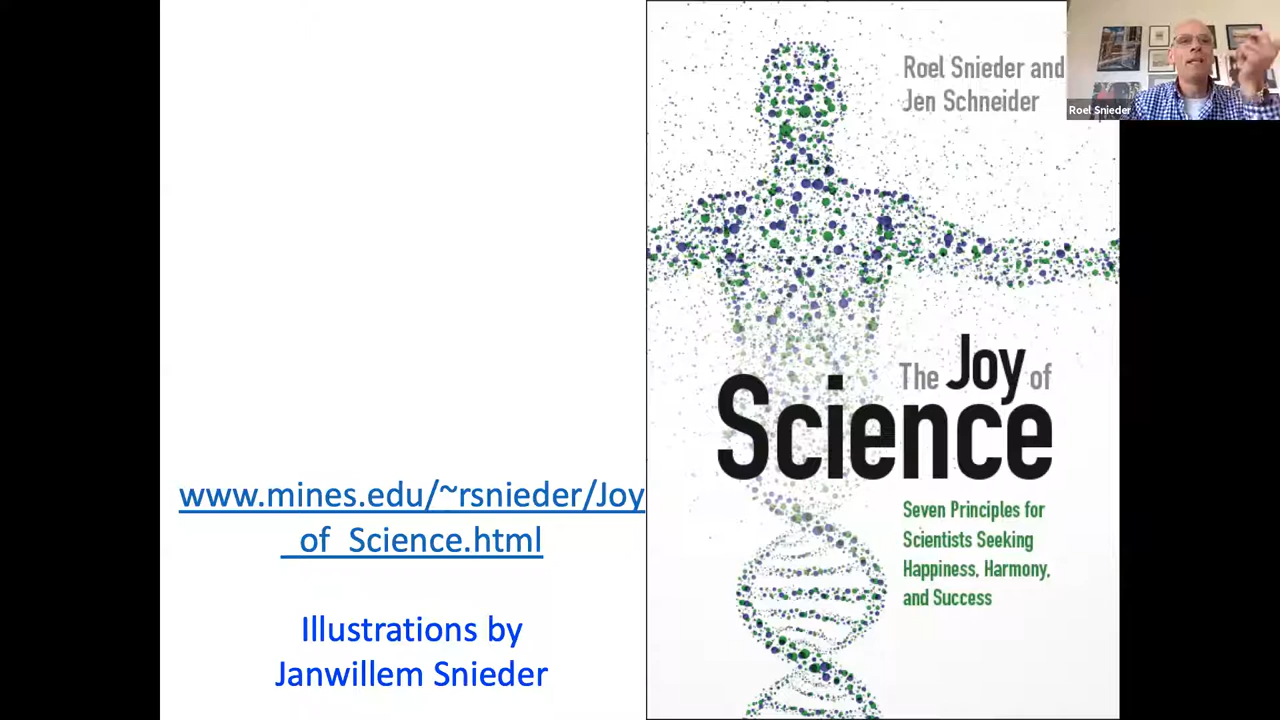 www.mines.edu/~rsnieder/Joy
_of_Science.html
Illustrations by
Janwillem Snieder
Roel Snieder and
Jen Schneider
The Joy of
Science
Seven Principles for
Scientists Seeking
Happiness, Harmony,
and Success
Roel Snieder